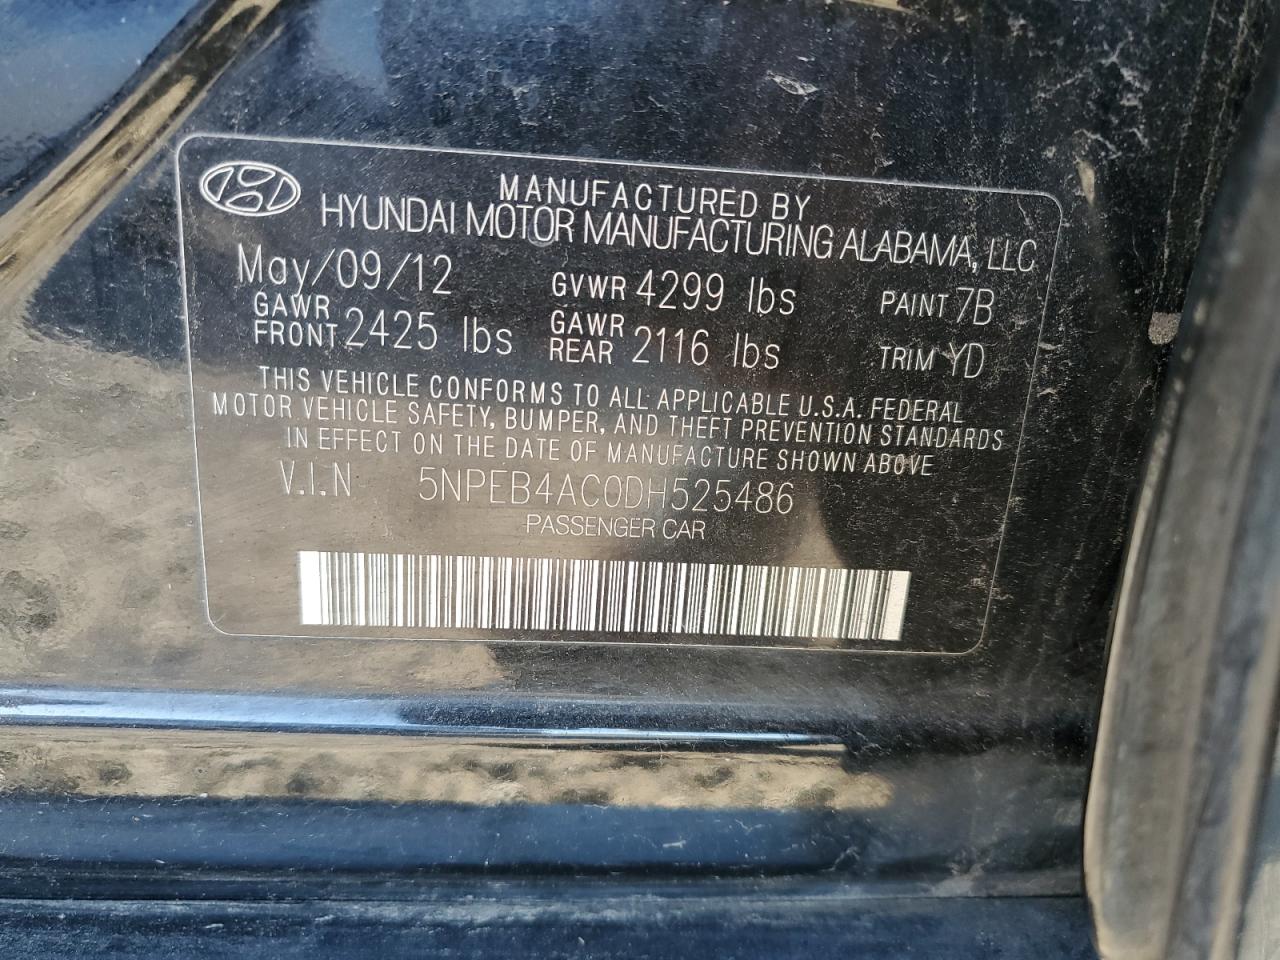 MANUFACTURED BY
HYUNDAI MOTOR MANUFACTURING ALABAMA, LLC
May/09/12 GVWR 4299 lbs PAINT 7B
GAWR FRONT 2425 lbs GAWR REAR 2116 lbs TRIM YD
THIS VEHICLE CONFORMS TO ALL APPLICABLE U.S.A. FEDERAL
MOTOR VEHICLE SAFETY, BUMPER, AND THEFT PREVENTION STANDARDS
IN EFFECT ON THE DATE OF MANUFACTURE SHOWN ABOVE
V.I.N 5NPEB4AC0DH525486
PASSENGER CAR